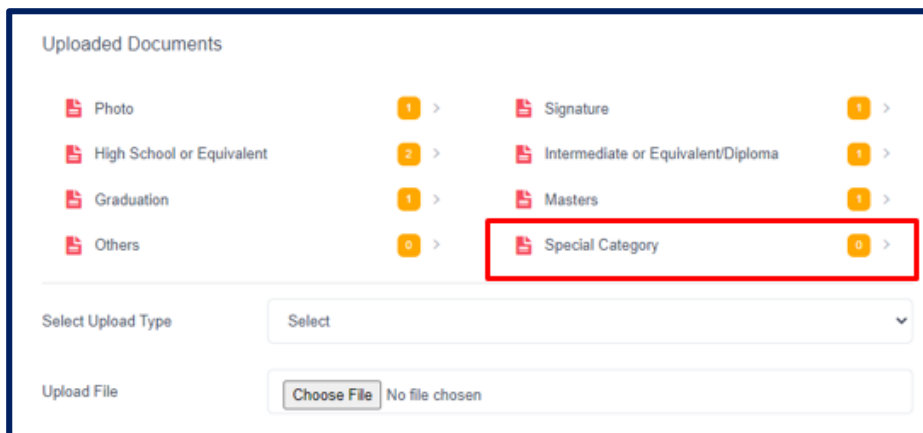 Uploaded Documents
Photo 1 > Signature 1 >
High School or Equivalent 2 > Intermediate or Equivalent/Diploma 1 >
Graduation 1 > Masters 1 >
Others 0 > Special Category 0 >
Select Upload Type Select
Upload File Choose File No file chosen